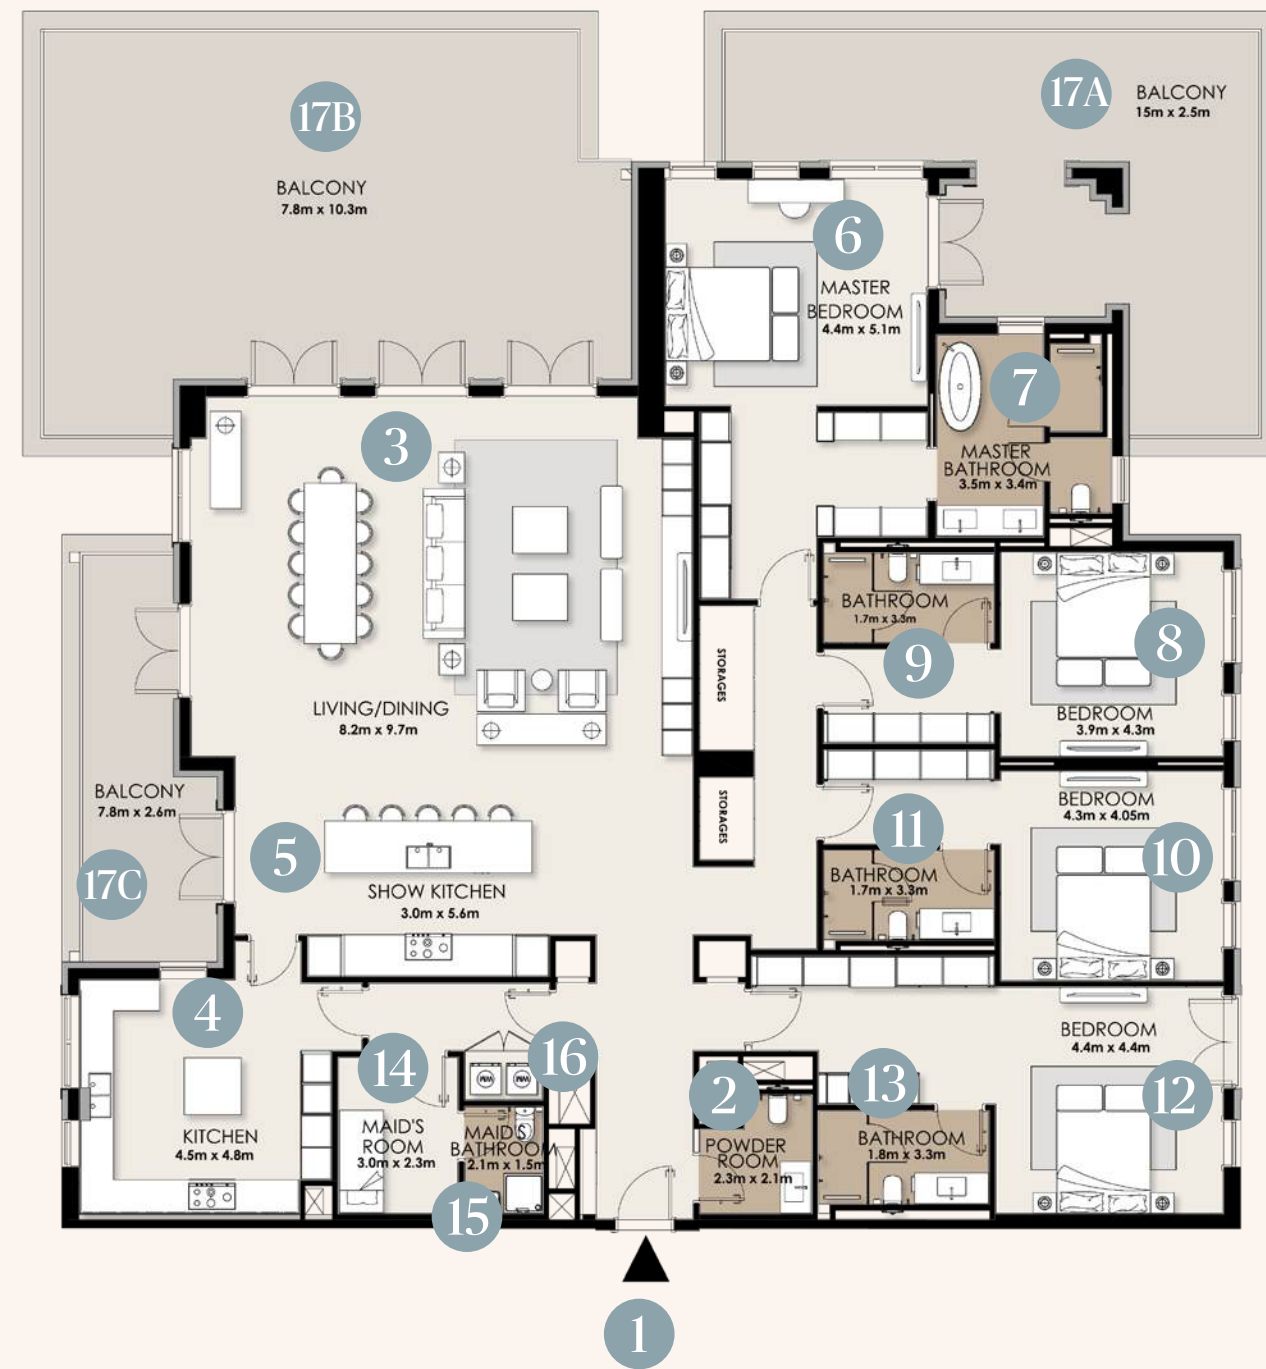 17B
BALCONY
7.8m x 10.3m
17A
BALCONY
15m x 2.5m
6
MASTER
BEDROOM
4.4m x 5.1m
7
MASTER
BATHROOM
3.5m x 3.4m
3
LIVING/DINING
8.2m x 9.7m
STORAGES
STORAGES
BATHROOM
1.7m x 3.3m
9
8
BEDROOM
3.9m x 4.3m
BALCONY
7.8m x 2.6m
17C
5
SHOW KITCHEN
3.0m x 5.6m
11
BATHROOM
1.7m x 3.3m
BEDROOM
4.3m x 4.05m
10
4
KITCHEN
4.5m x 4.8m
14
MAID'S
ROOM
3.0m x 2.3m
WM
WM
16
MAID'S
BATHROOM
2.1m x 1.5m
15
2
POWDER
ROOM
2.3m x 2.1m
13
BATHROOM
1.8m x 3.3m
BEDROOM
4.4m x 4.4m
12
1